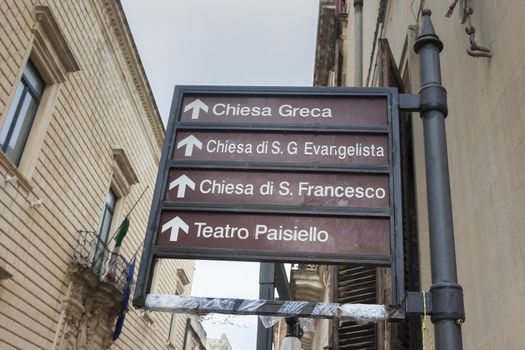 Chiesa Greca
Chiesa di S. G Evangelista
Chiesa di S. Francesco
Teatro Paisiello